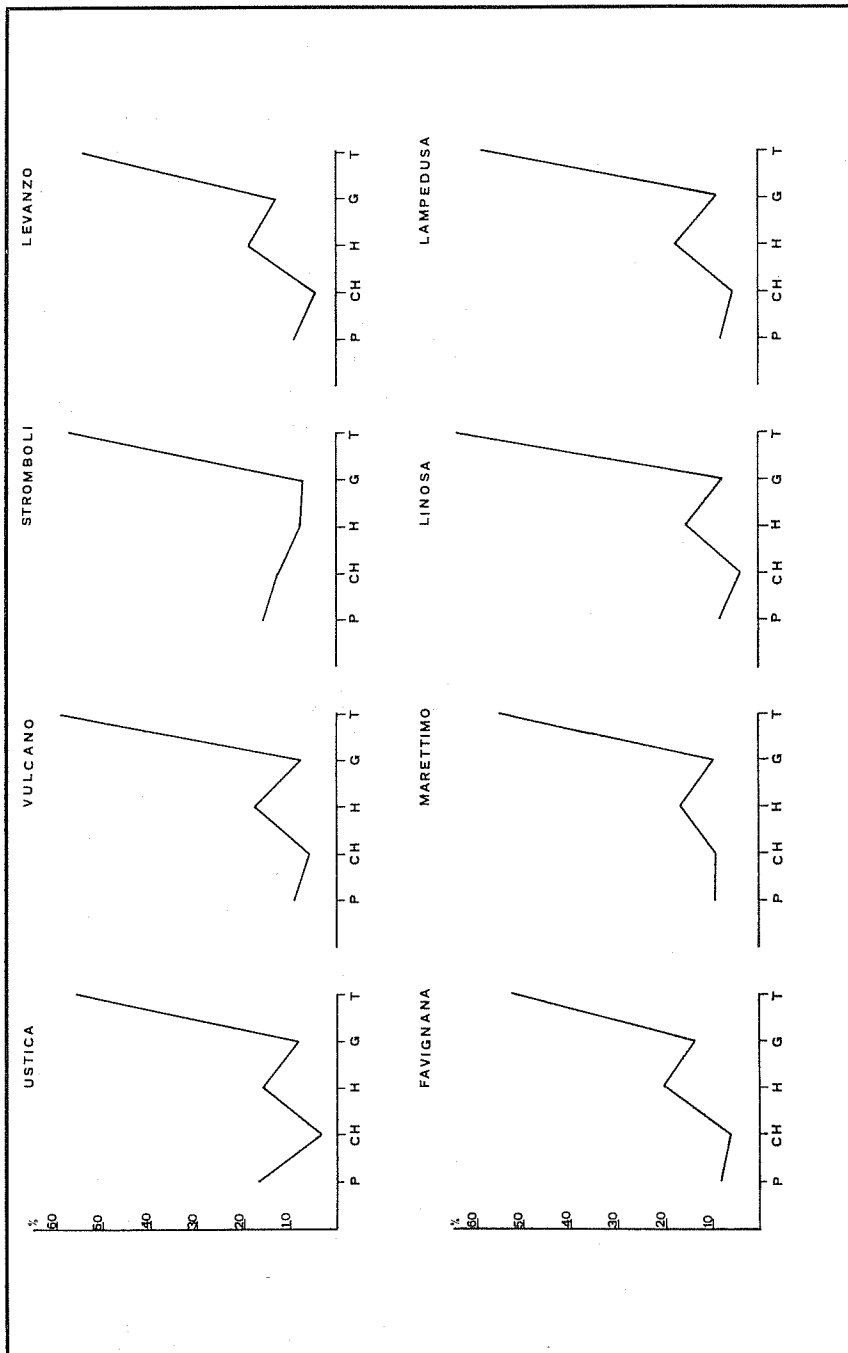 USTICA
VULCANO
STROMBOLI
LEVANZO
%
60
50
40
30
20
10
P CH H G T
P CH H G T
P CH H G T
P CH H G T
FAVIGNANA
MARETTIMO
LINOSA
LAMPEDUSA
%
60
50
40
30
20
10
P CH H G T
P CH H G T
P CH H G T
P CH H G T